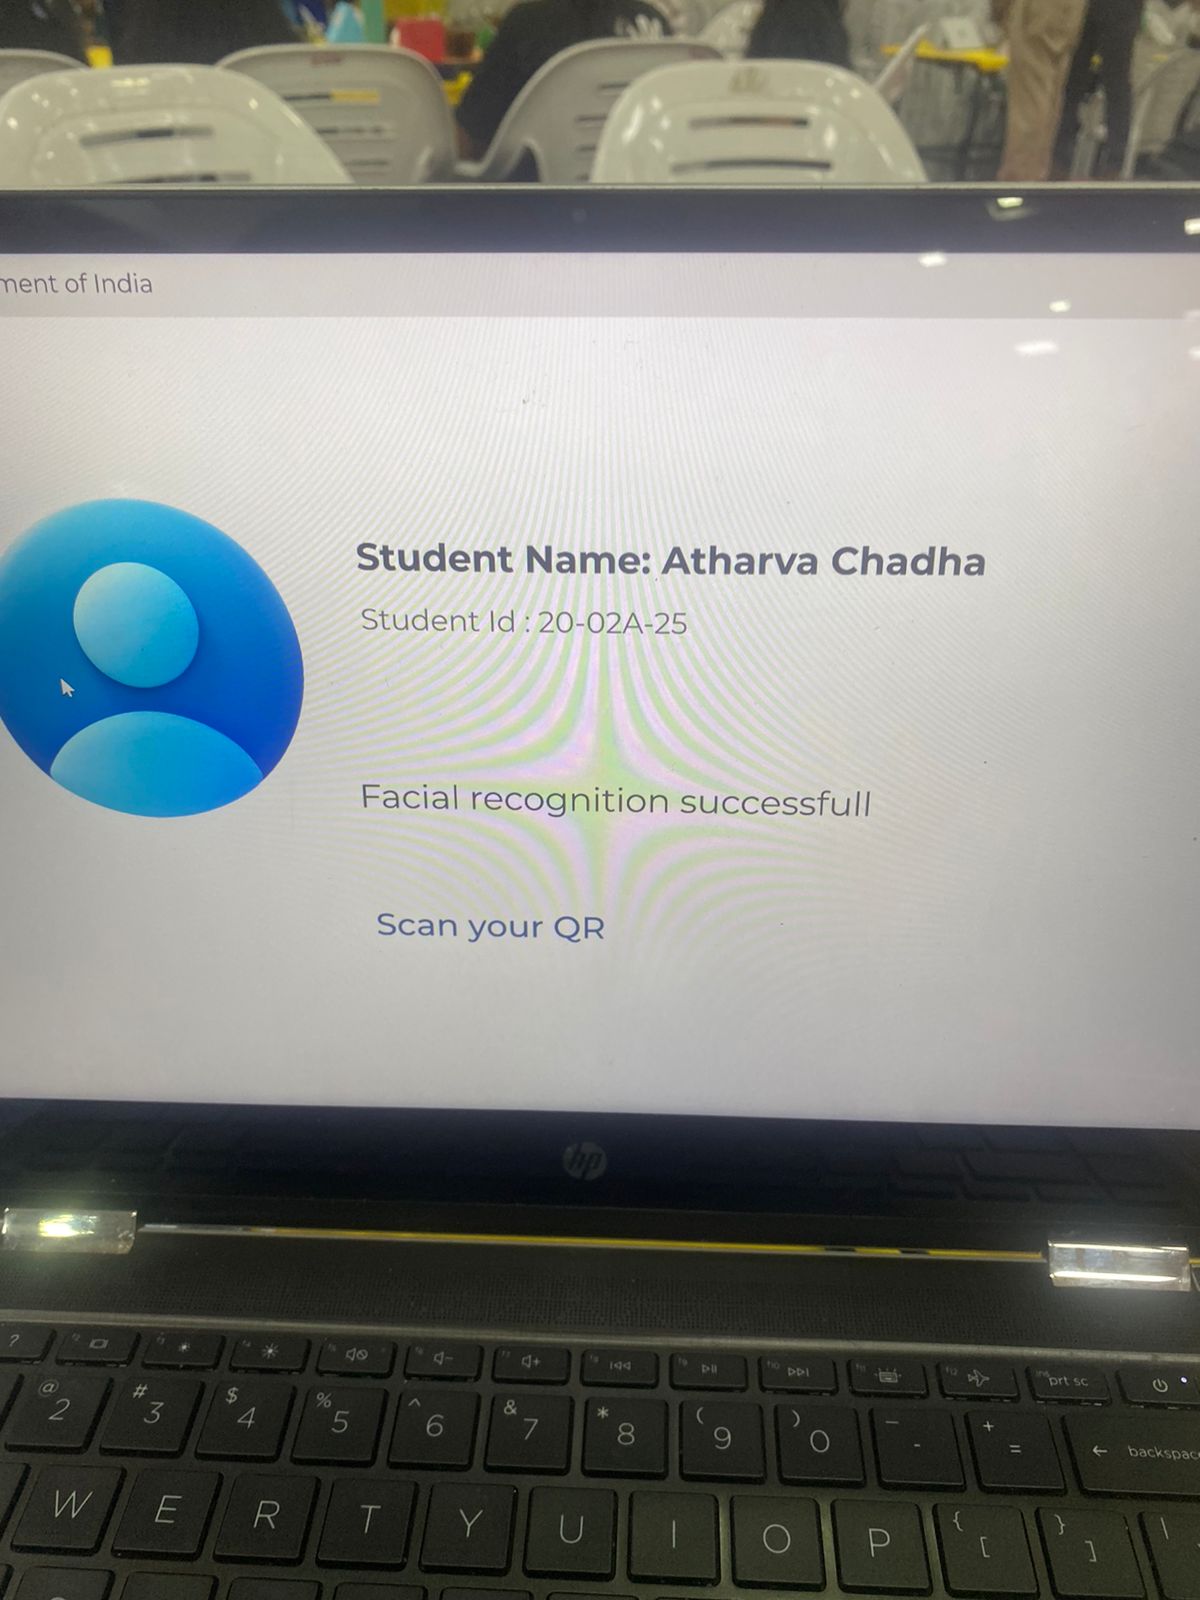 ment of India
Student Name: Atharva Chadha
Student Id : 20-02A-25
Facial recognition successfull
Scan your QR
hp
? prt sc
@ 2 # 3 $ 4 % 5 ^ 6 & 7 * 8 ( 9 ) 0 _ - + = ← backspac
W E R T Y U I O P { [ } ] |